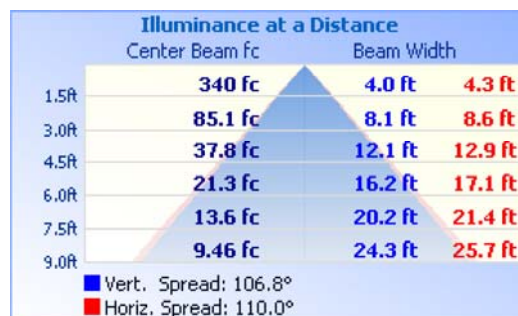 Illuminance at a Distance
Center Beam fc Beam Width
1.5ft 340 fc 4.0 ft 4.3 ft
3.0ft 85.1 fc 8.1 ft 8.6 ft
4.5ft 37.8 fc 12.1 ft 12.9 ft
6.0ft 21.3 fc 16.2 ft 17.1 ft
7.5ft 13.6 fc 20.2 ft 21.4 ft
9.0ft 9.46 fc 24.3 ft 25.7 ft
Vert. Spread: 106.8°
Horiz. Spread: 110.0°